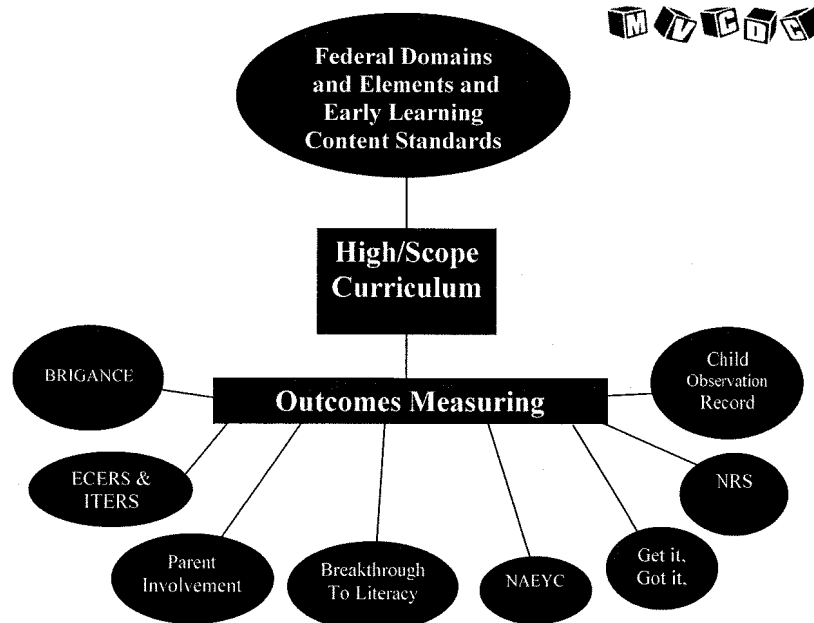 MVCDC
Federal Domains
and Elements and
Early Learning
Content Standards
High/Scope
Curriculum
BRIGANCE
Outcomes Measuring
Child
Observation
Record
ECERS &
ITERS
NRS
Parent
Involvement
Breakthrough
To Literacy
NAEYC
Get it,
Got it,